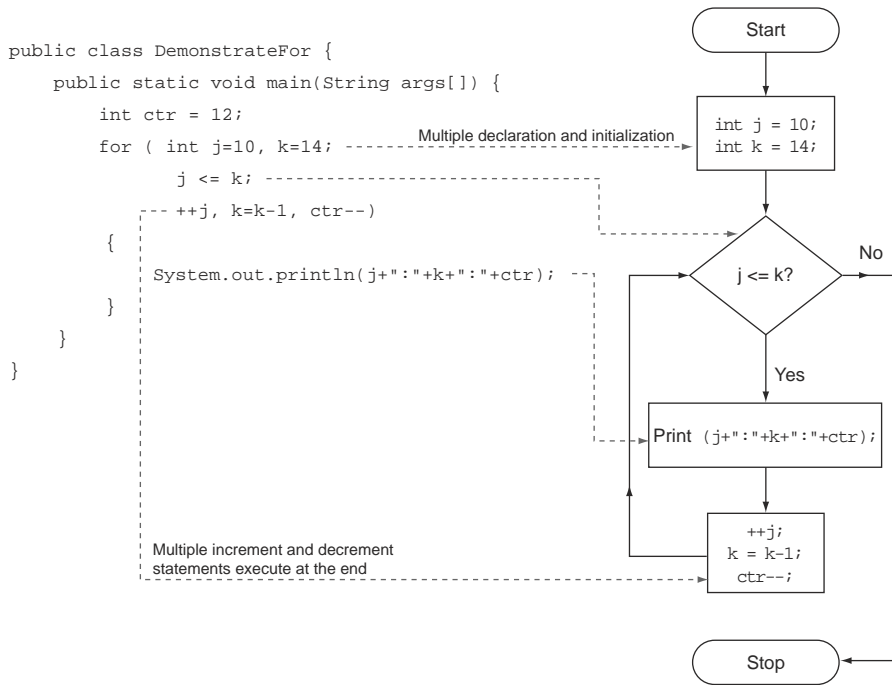 public class DemonstrateFor {
public static void main(String args[]) {
int ctr = 12;
for ( int j=10, k=14;
j <= k;
++j, k=k-1, ctr--)
{
System.out.println(j+":"+k+":"+ctr);
}
}
}
Multiple declaration and initialization
Multiple increment and decrement
statements execute at the end
Start
int j = 10;
int k = 14;
j <= k?
No
Yes
Print (j+":"+k+":"+ctr);
++j;
k = k-1;
ctr--;
Stop